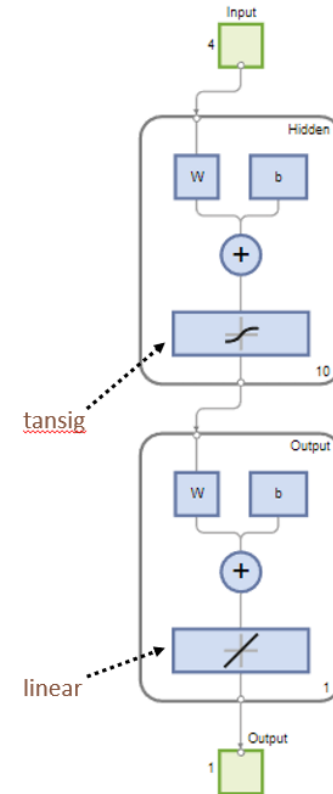 Input
4
Hidden
W
b
+
tansig
10
Output
W
b
+
linear
1
Output
1